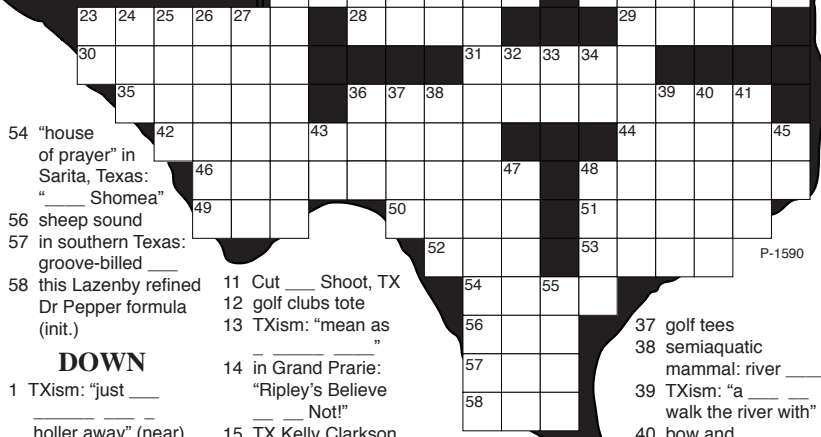 23 24 25 26 27 28 29
30 31 32 33 34
35 36 37 38 39 40 41
42 43 44 45
46 47 48
49 50 51
52 53
54 55
56
57
58
54 “house
of prayer” in
Sarita, Texas:
“____ Shomea”
56 sheep sound
57 in southern Texas:
groove-billed ___
58 this Lazenby refined
Dr Pepper formula
(init.)
DOWN
1 TXism: “just ___
______ ___ _
holler away” (near)
11 Cut ___ Shoot, TX
12 golf clubs tote
13 TXism: “mean as
_ _____ ____”
14 in Grand Prarie:
“Ripley’s Believe
__ __ Not!”
15 TX Kelly Clarkson
P-1590
37 golf tees
38 semiaquatic
mammal: river ____
39 TXism: “a ___ __
walk the river with”
40 bow and